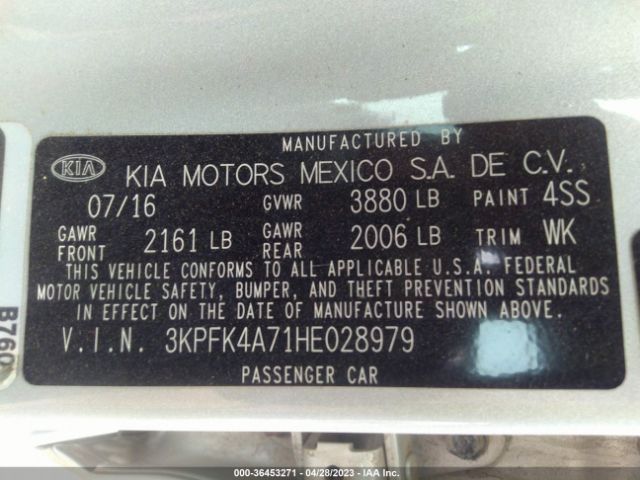 MANUFACTURED BY
KIA KIA MOTORS MEXICO S.A. DE C.V.
07/16 GVWR 3880 LB PAINT 4SS
GAWR FRONT 2161 LB GAWR REAR 2006 LB TRIM WK
THIS VEHICLE CONFORMS TO ALL APPLICABLE U.S.A. FEDERAL
MOTOR VEHICLE SAFETY, BUMPER, AND THEFT PREVENTION STANDARDS
IN EFFECT ON THE DATE OF MANUFACTURE SHOWN ABOVE.
V.I.N. 3KPFK4A71HE028979
PASSENGER CAR
B760
000-36453271 - 04/28/2023 - IAA Inc.